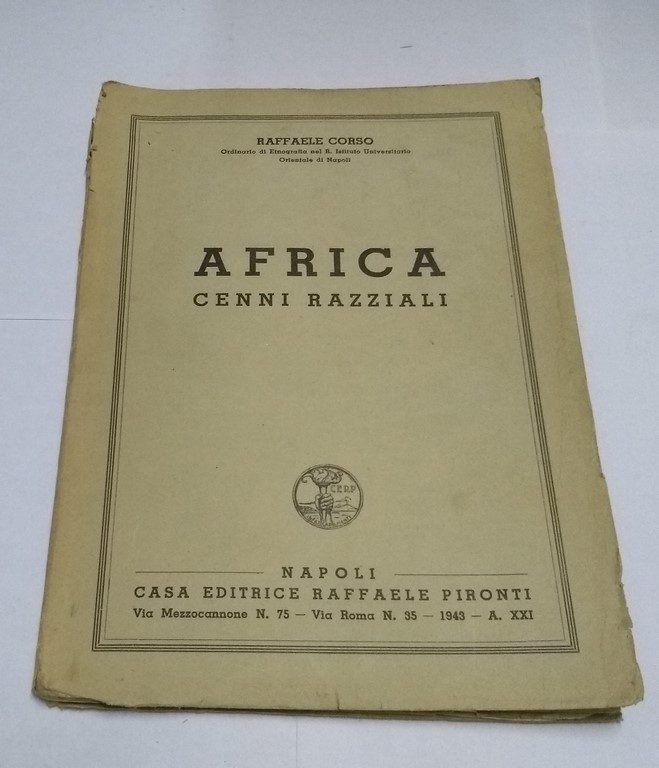 RAFFAELE CORSO
Ordinario di Etnografia nel R. Istituto Universitario
Orientale di Napoli
AFRICA
CENNI RAZZIALI
C.E.R.P
NAPOLI
CASA EDITRICE RAFFAELE PIRONTI
Via Mezzocannone N. 75 — Via Roma N. 35 — 1943 — A. XXI